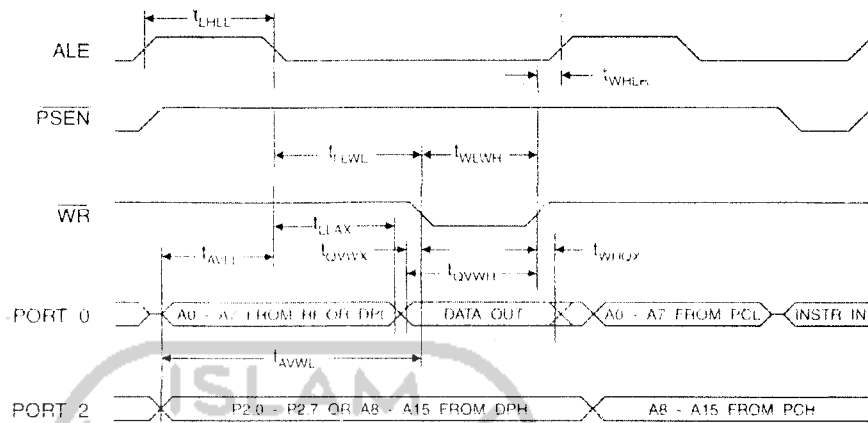 tLHLL
ALE
tWHLH
PSEN
tLLWL
tWLWH
WR
tLLAX
tAVLL
tQVWX
tWHQX
tQVWH
PORT 0
A0 - A7 FROM RI OR DPL
DATA OUT
A0 - A7 FROM PCL
INSTR IN
tAVWL
ISLAM
PORT 2
P2.0 - P2.7 OR A8 - A15 FROM DPH
A8 - A15 FROM PCH